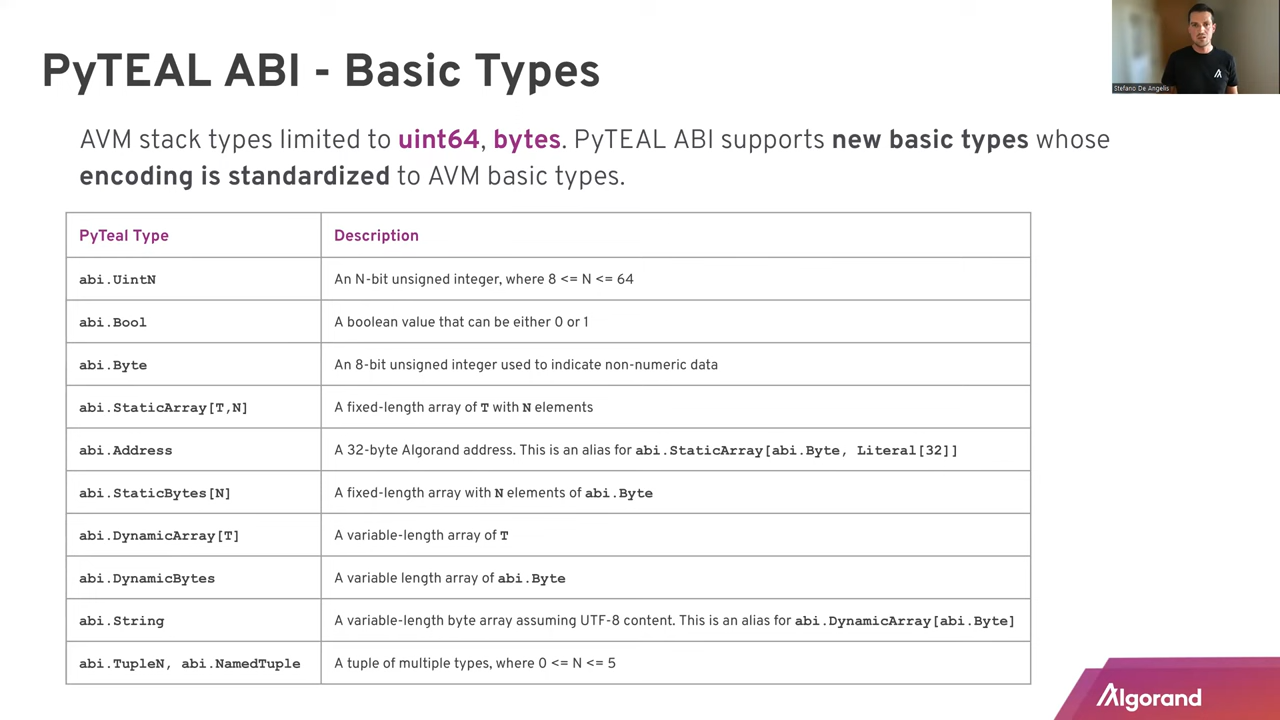 PyTEAL ABI - Basic Types
Stefano De Angelis
AVM stack types limited to uint64, bytes. PyTEAL ABI supports new basic types whose
encoding is standardized to AVM basic types.
PyTeal Type Description
abi.UintN An N-bit unsigned integer, where 8 <= N <= 64
abi.Bool A boolean value that can be either 0 or 1
abi.Byte An 8-bit unsigned integer used to indicate non-numeric data
abi.StaticArray[T,N] A fixed-length array of T with N elements
abi.Address A 32-byte Algorand address. This is an alias for abi.StaticArray[abi.Byte, Literal[32]]
abi.StaticBytes[N] A fixed-length array with N elements of abi.Byte
abi.DynamicArray[T] A variable-length array of T
abi.DynamicBytes A variable length array of abi.Byte
abi.String A variable-length byte array assuming UTF-8 content. This is an alias for abi.DynamicArray[abi.Byte]
abi.TupleN, abi.NamedTuple A tuple of multiple types, where 0 <= N <= 5
Algorand